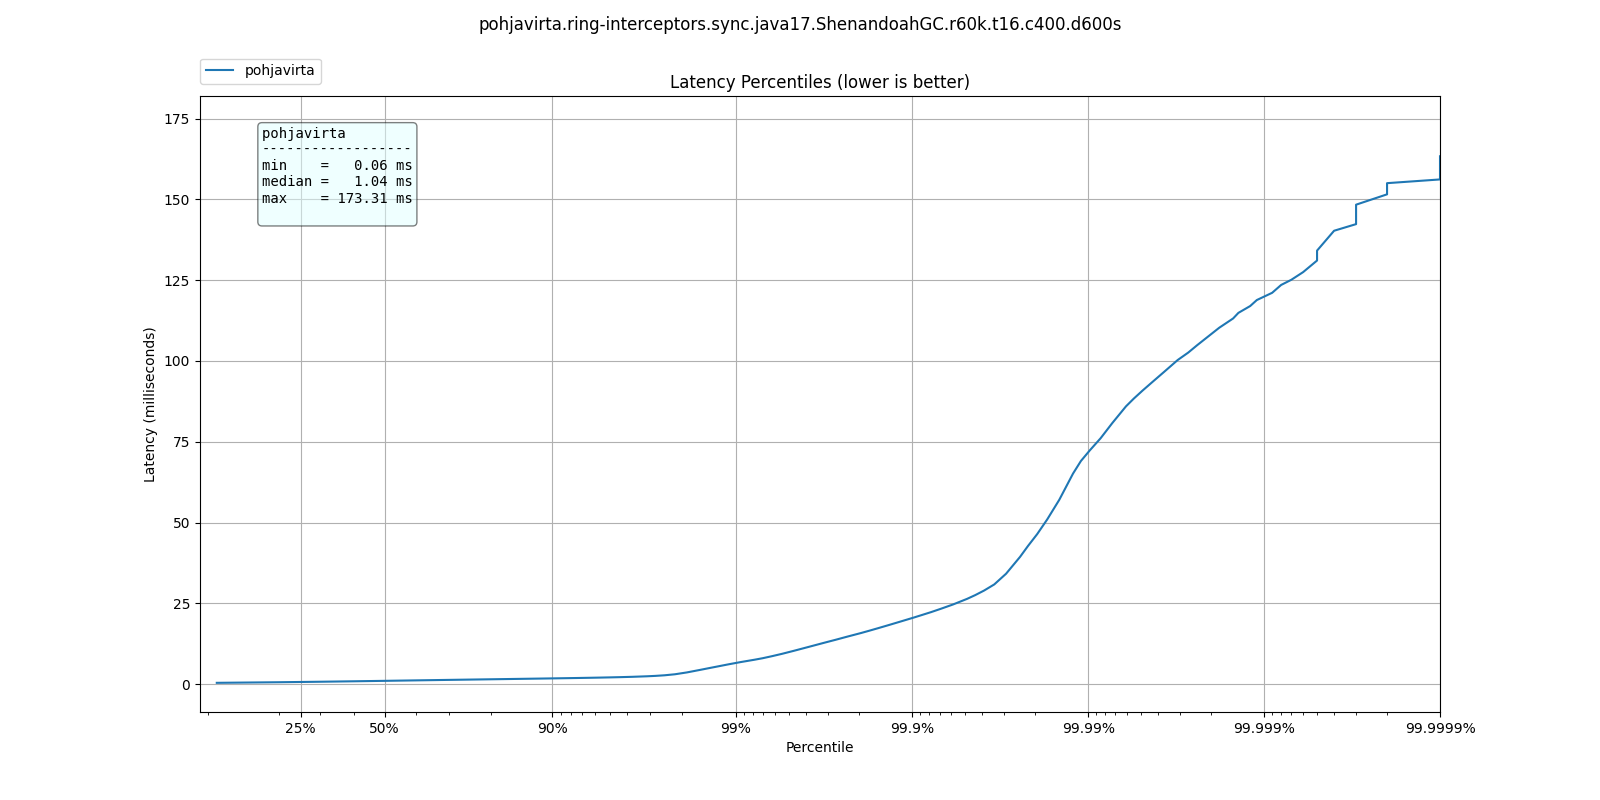 pohjavirta.ring-interceptors.sync.java17.ShenandoahGC.r60k.t16.c400.d600s
pohjavirta
Latency Percentiles (lower is better)
175
150
125
100
75
50
25
0
Latency (milliseconds)
pohjavirta
------------------
min    =   0.06 ms
median =   1.04 ms
max    = 173.31 ms
25% 50% 90% 99% 99.9% 99.99% 99.999% 99.9999%
Percentile